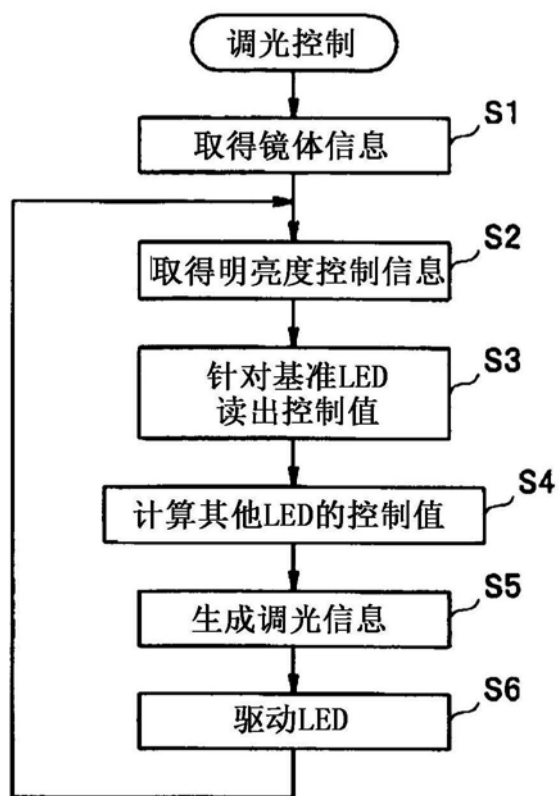 调光控制
S1
取得镜体信息
S2
取得明亮度控制信息
S3
针对基准LED
读出控制值
S4
计算其他LED的控制值
S5
生成调光信息
S6
驱动LED